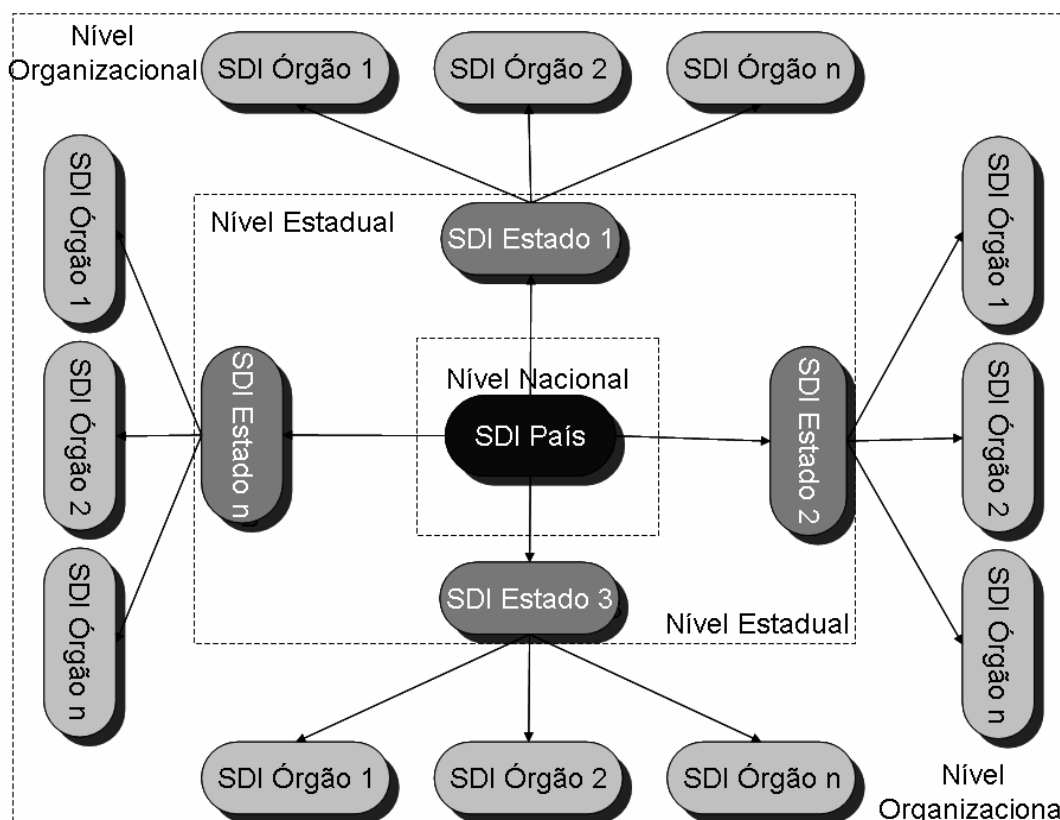 Nível
Organizacional
SDI Órgão 1
SDI Órgão 2
SDI Órgão n
SDI Órgão 1
SDI Órgão 2
SDI Órgão n
Nível Estadual
SDI Estado 1
SDI Estado n
Nível Nacional
SDI País
SDI Estado 2
SDI Estado 3
Nível Estadual
SDI Órgão 1
SDI Órgão 2
SDI Órgão n
SDI Órgão 1
SDI Órgão 2
SDI Órgão n
Nível
Organizacional